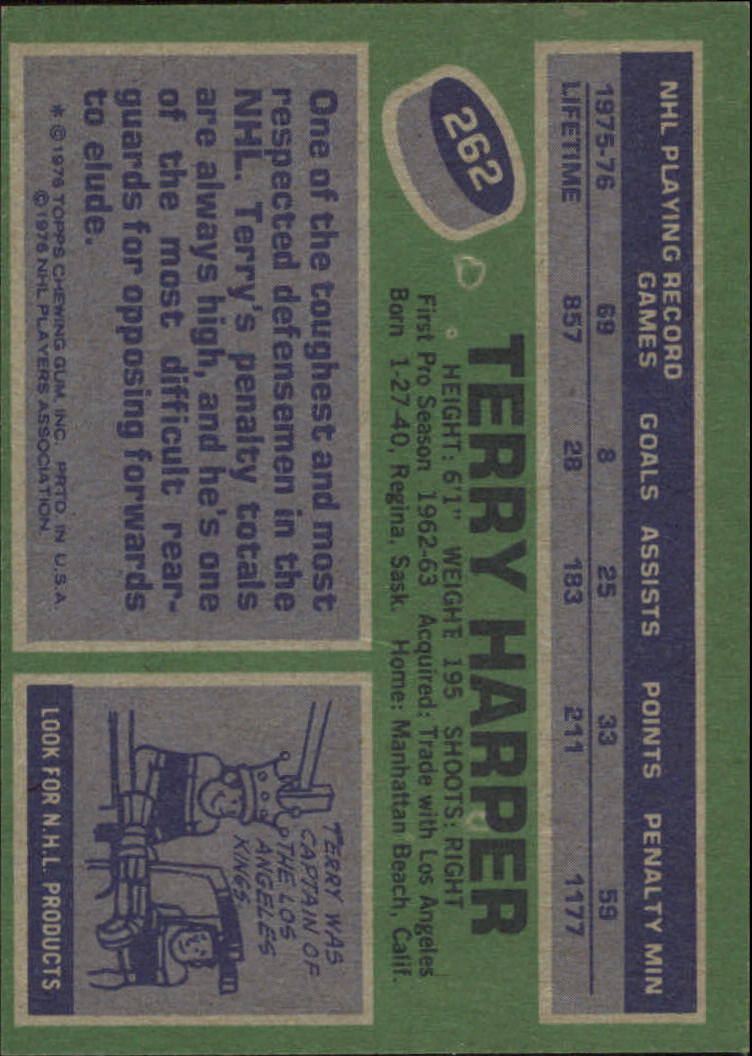 NHL PLAYING RECORD
GAMES GOALS ASSISTS POINTS PENALTY MIN
1975-76 69 8 25 33 59
LIFETIME 857 28 183 211 1177
262
TERRY HARPER
HEIGHT: 6'1" WEIGHT 195 SHOOTS: RIGHT
First Pro Season 1962-63 Acquired: Trade with Los Angeles
Born 1-27-40, Regina, Sask. Home: Manhattan Beach, Calif.
One of the toughest and most
respected defensemen in the
NHL. Terry's penalty totals
are always high, and he's one
of the most difficult rear-
guards for opposing forwards
to elude.
* © 1976 TOPPS CHEWING GUM, INC. PRTD. IN U.S.A
© 1976 NHL PLAYERS ASSOCIATION.
TERRY WAS
CAPTAIN OF
THE LOS
ANGELES
KINGS.
LOOK FOR N.H.L. PRODUCTS